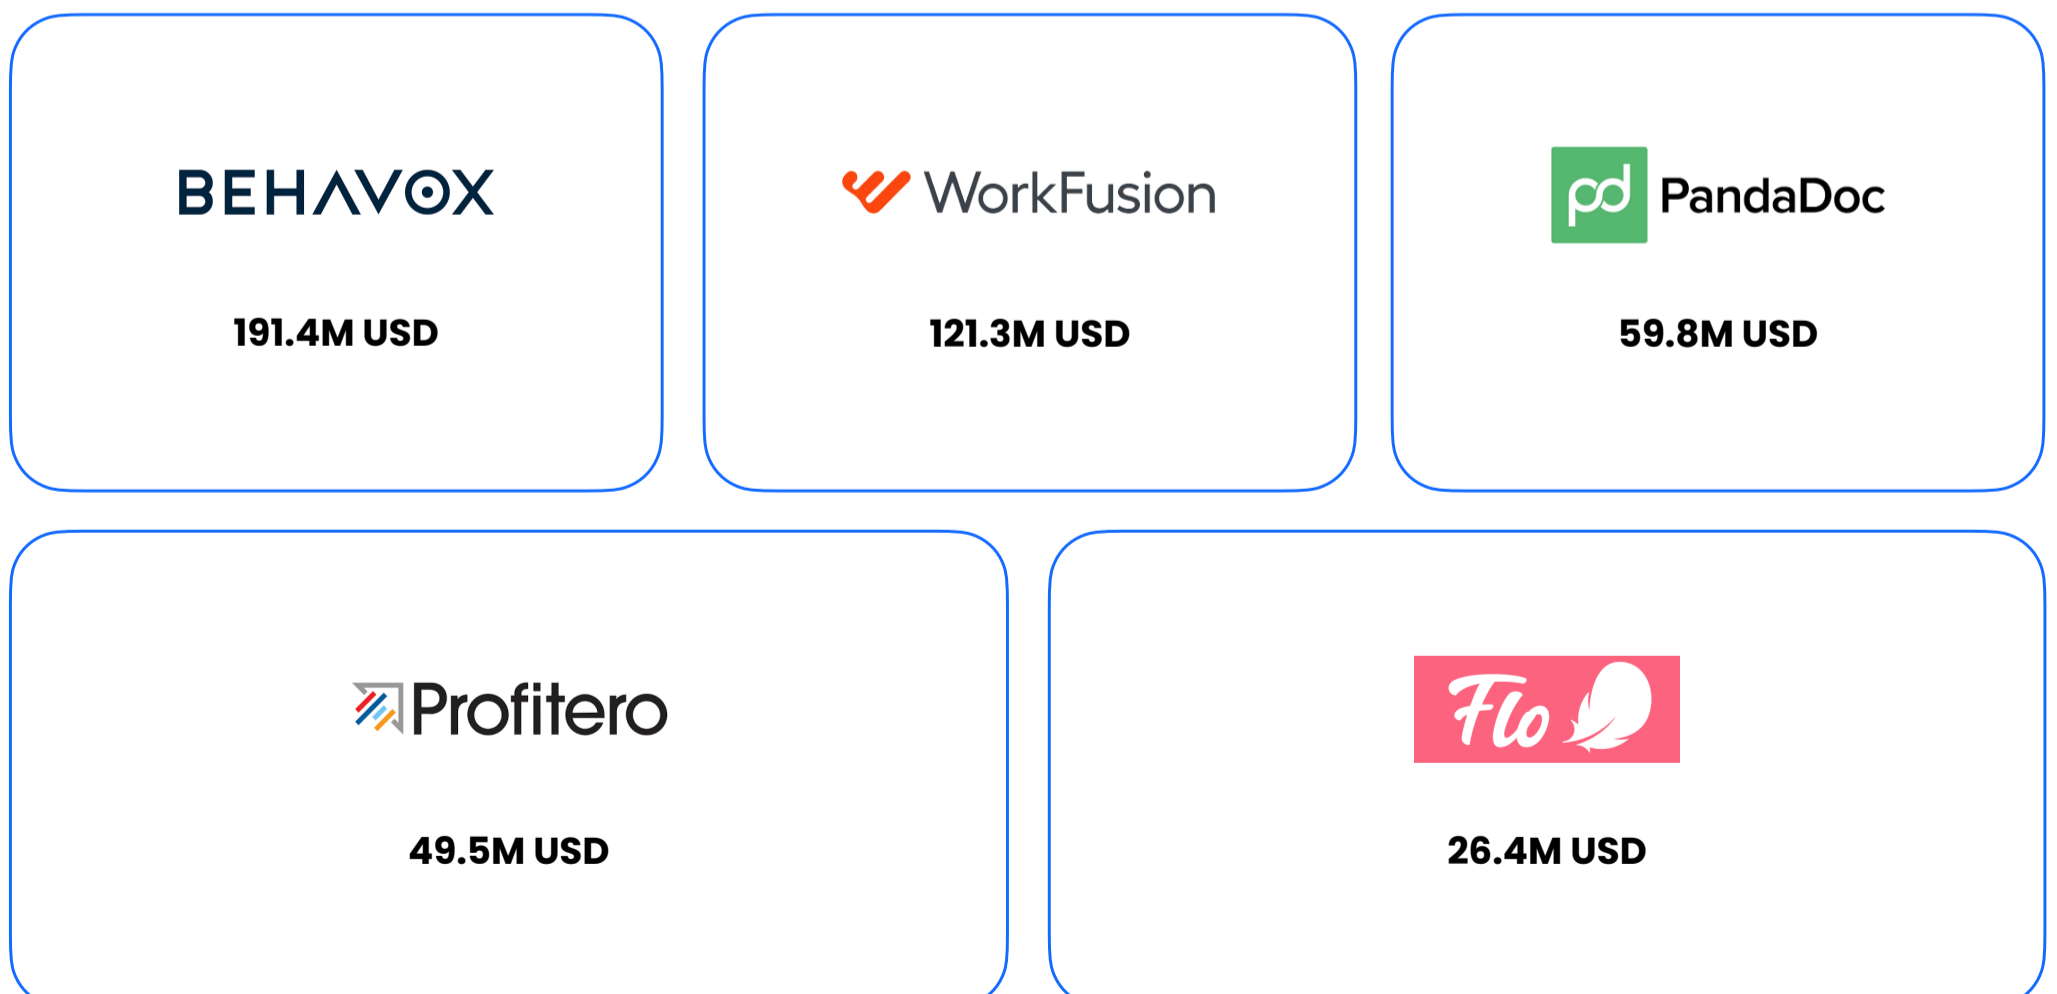 BEHAVOX
191.4M USD
WorkFusion
121.3M USD
pd PandaDoc
59.8M USD
Profitero
49.5M USD
Flo
26.4M USD